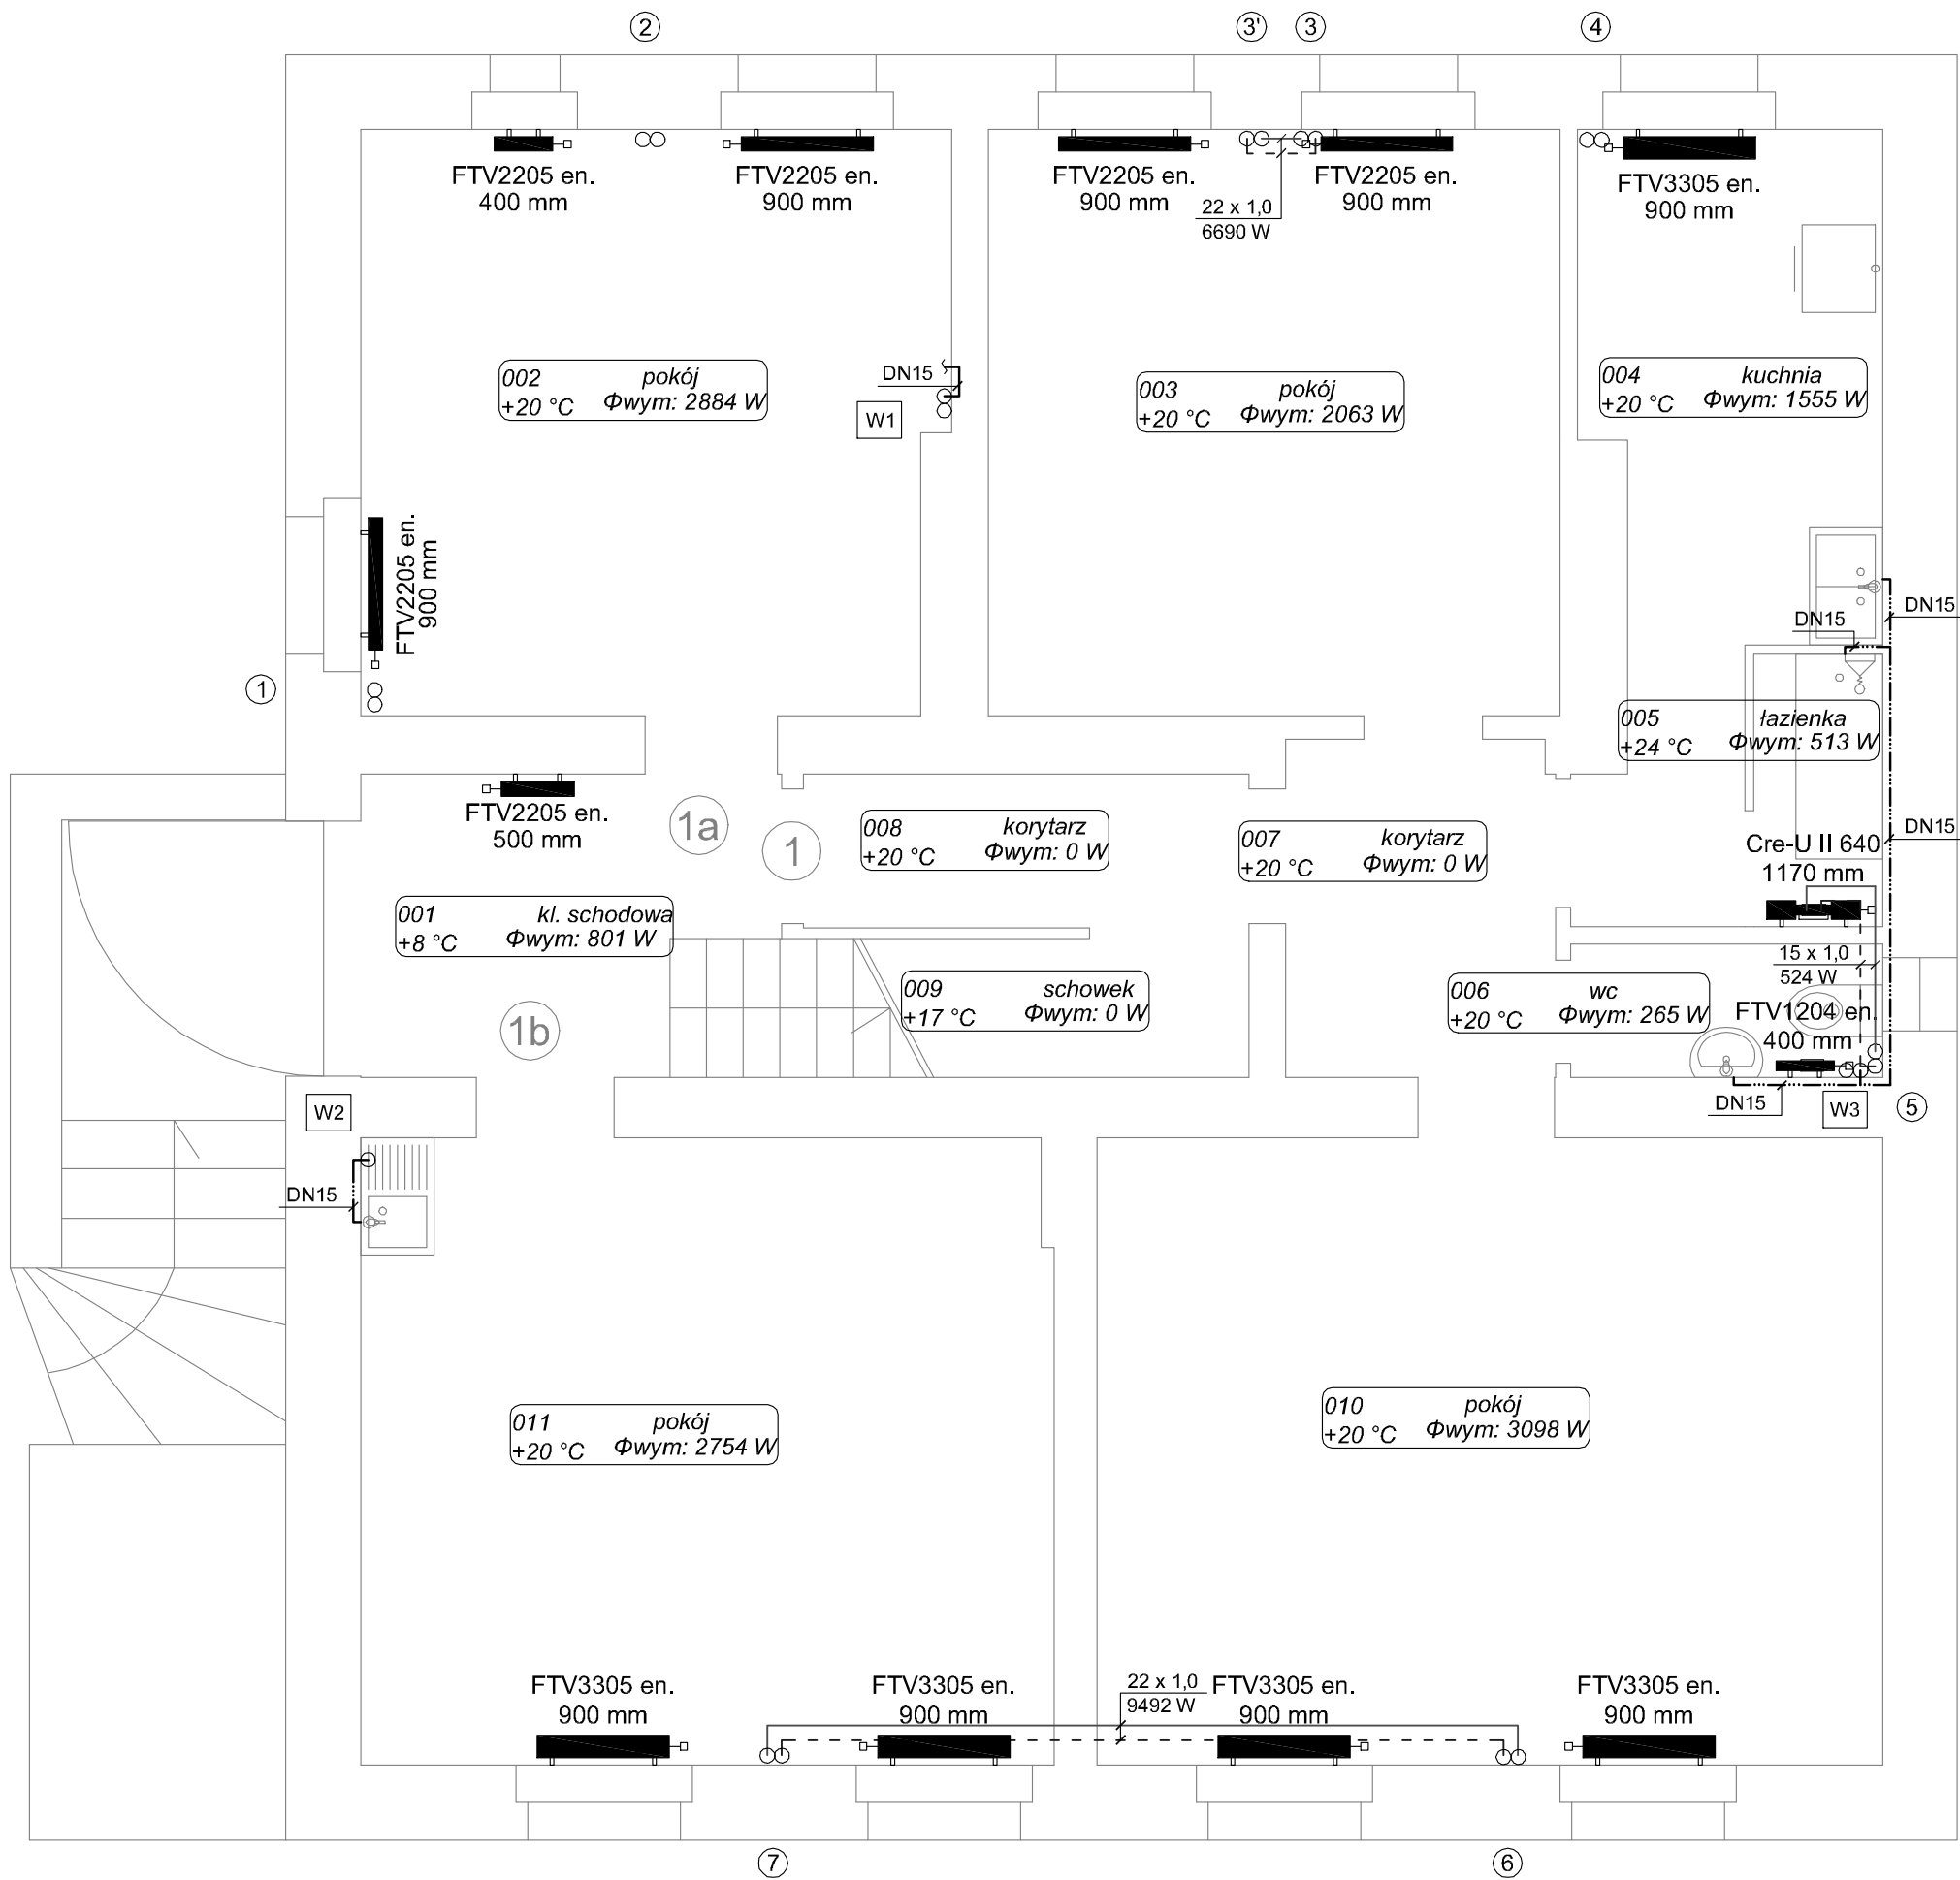 2
3'
3
4
FTV2205 en.
400 mm
FTV2205 en.
900 mm
FTV2205 en.
900 mm
22 x 1,0
6690 W
FTV2205 en.
900 mm
FTV3305 en.
900 mm
002 pokój
+20 °C Φwym: 2884 W
DN15
W1
003 pokój
+20 °C Φwym: 2063 W
004 kuchnia
+20 °C Φwym: 1555 W
FTV2205 en.
900 mm
1
DN15
DN15
005 łazienka
+24 °C Φwym: 513 W
FTV2205 en.
500 mm
1a
1
008 korytarz
+20 °C Φwym: 0 W
007 korytarz
+20 °C Φwym: 0 W
DN15
Cre-U II 640
1170 mm
001 kl. schodowa
+8 °C Φwym: 801 W
15 x 1,0
524 W
009 schowek
+17 °C Φwym: 0 W
006 wc
+20 °C Φwym: 265 W
FTV1204 en.
400 mm
1b
W2
DN15
W3
5
DN15
011 pokój
+20 °C Φwym: 2754 W
010 pokój
+20 °C Φwym: 3098 W
FTV3305 en.
900 mm
FTV3305 en.
900 mm
22 x 1,0
9492 W
FTV3305 en.
900 mm
FTV3305 en.
900 mm
7
6